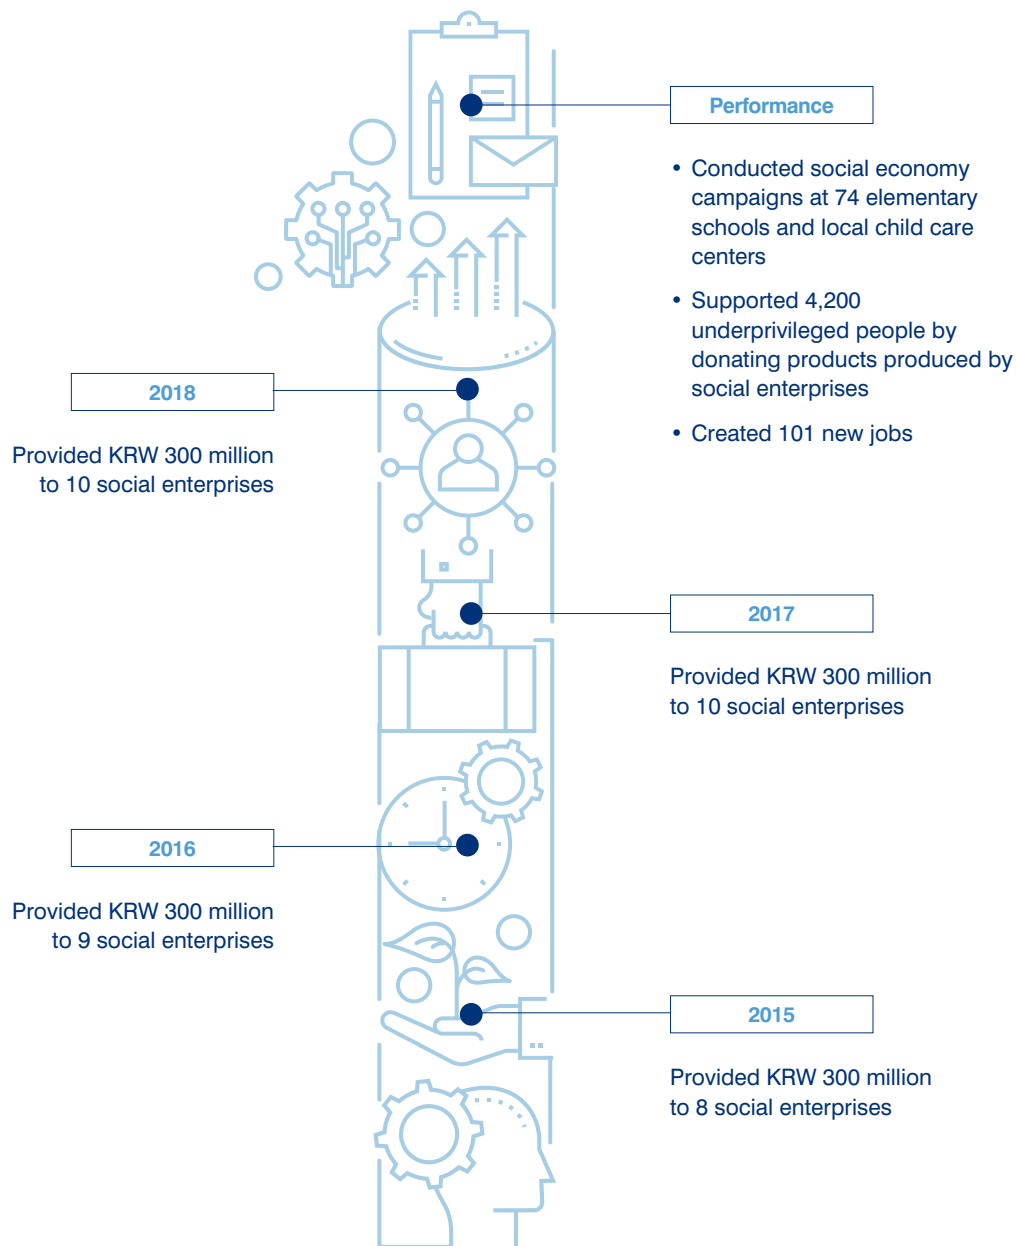 Performance
• Conducted social economy
campaigns at 74 elementary
schools and local child care
centers
• Supported 4,200
underprivileged people by
donating products produced by
social enterprises
• Created 101 new jobs
2018
Provided KRW 300 million
to 10 social enterprises
2017
Provided KRW 300 million
to 10 social enterprises
2016
Provided KRW 300 million
to 9 social enterprises
2015
Provided KRW 300 million
to 8 social enterprises